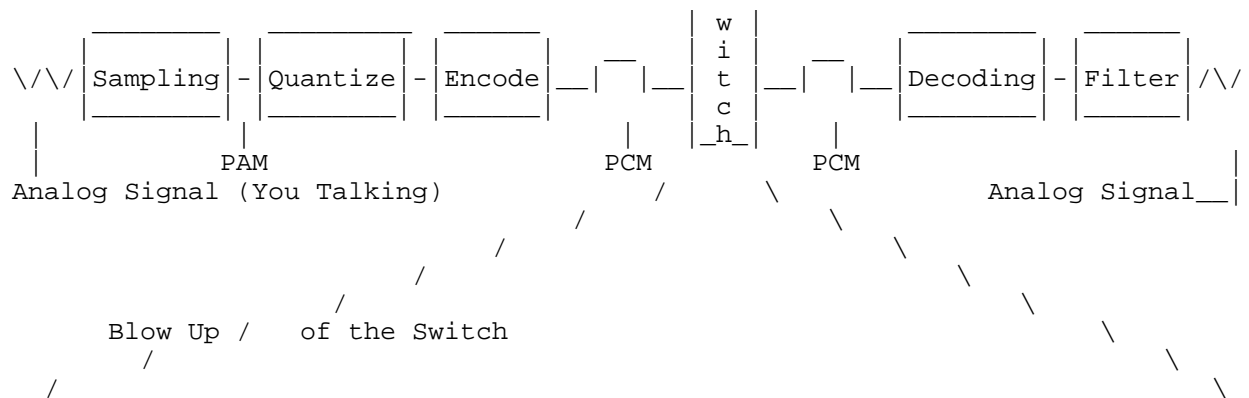 w
i
Sampling - Quantize - Encode t Decoding - Filter
c
h
PAM PCM PCM
Analog Signal (You Talking) Analog Signal
Blow Up of the Switch